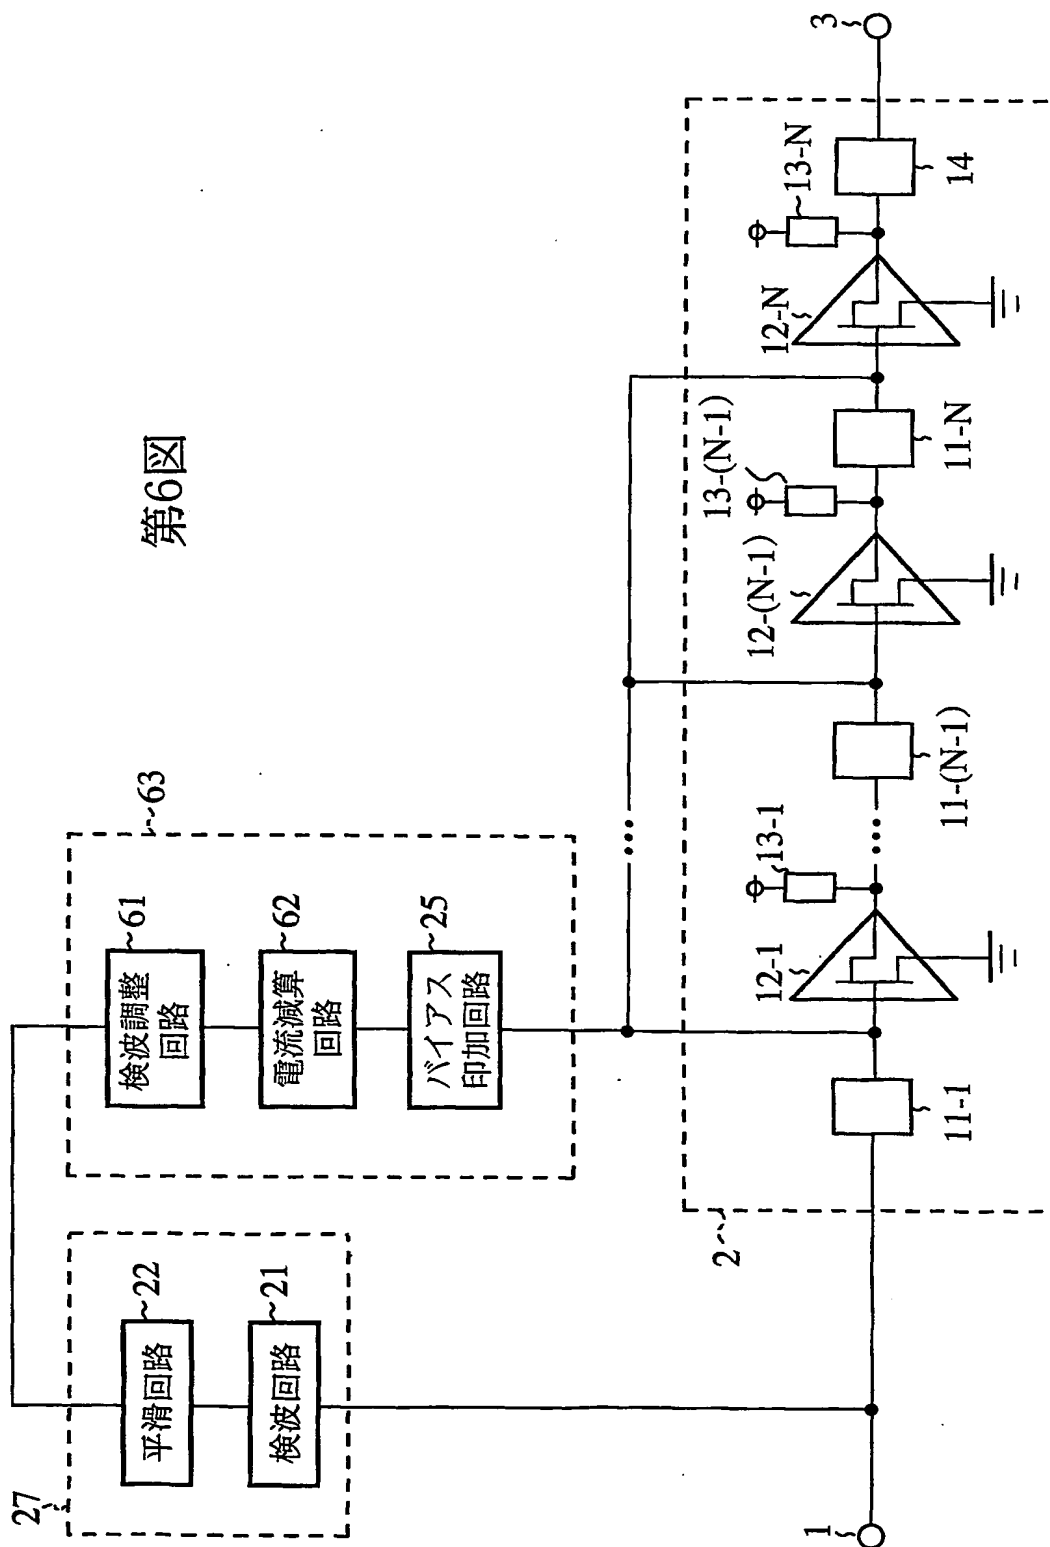 第6図
27
平滑回路
22
検波回路
21
63
検波調整
回路
61
電流減算
回路
62
バイアス
印加回路
25
1
2
11-1
12-1
13-1
11-(N-1)
12-(N-1)
13-(N-1)
11-N
12-N
13-N
14
3